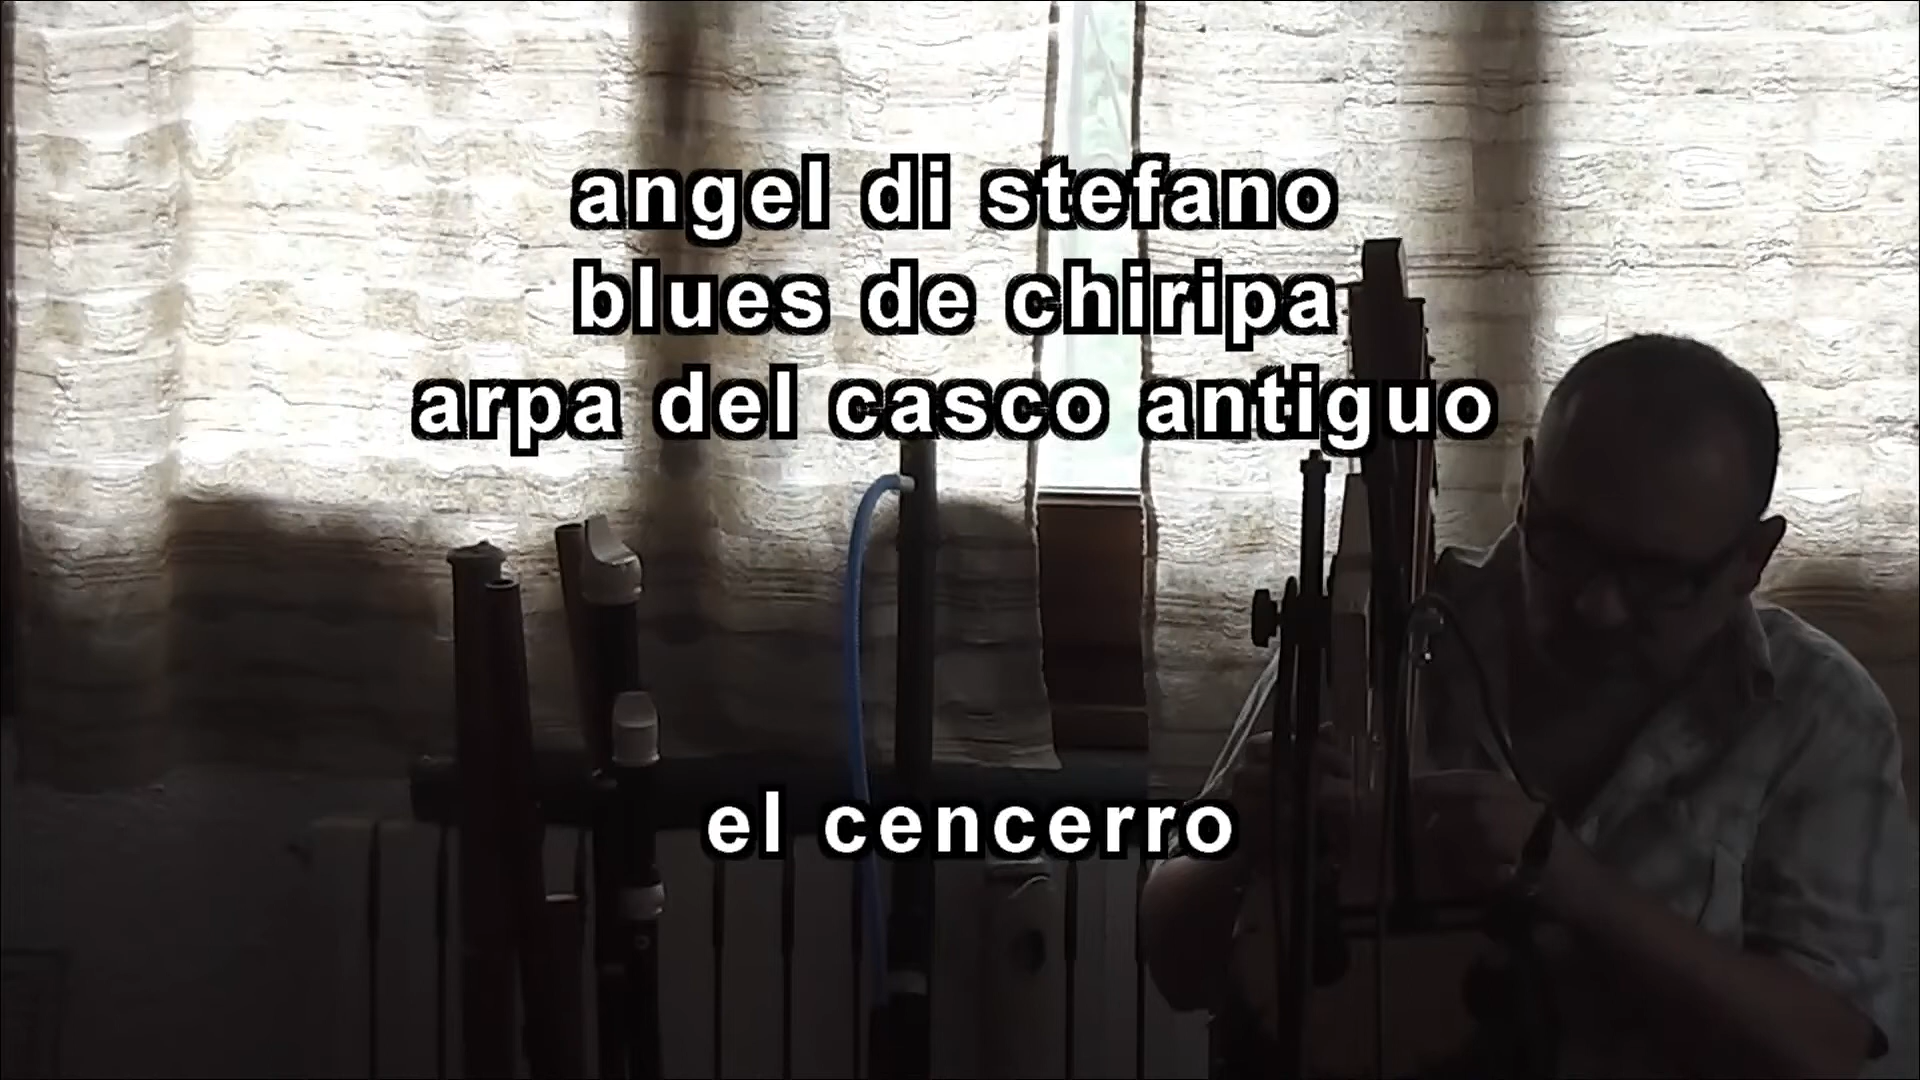 angel di stefano
blues de chiripa
arpa del casco antiguo
el cencerro